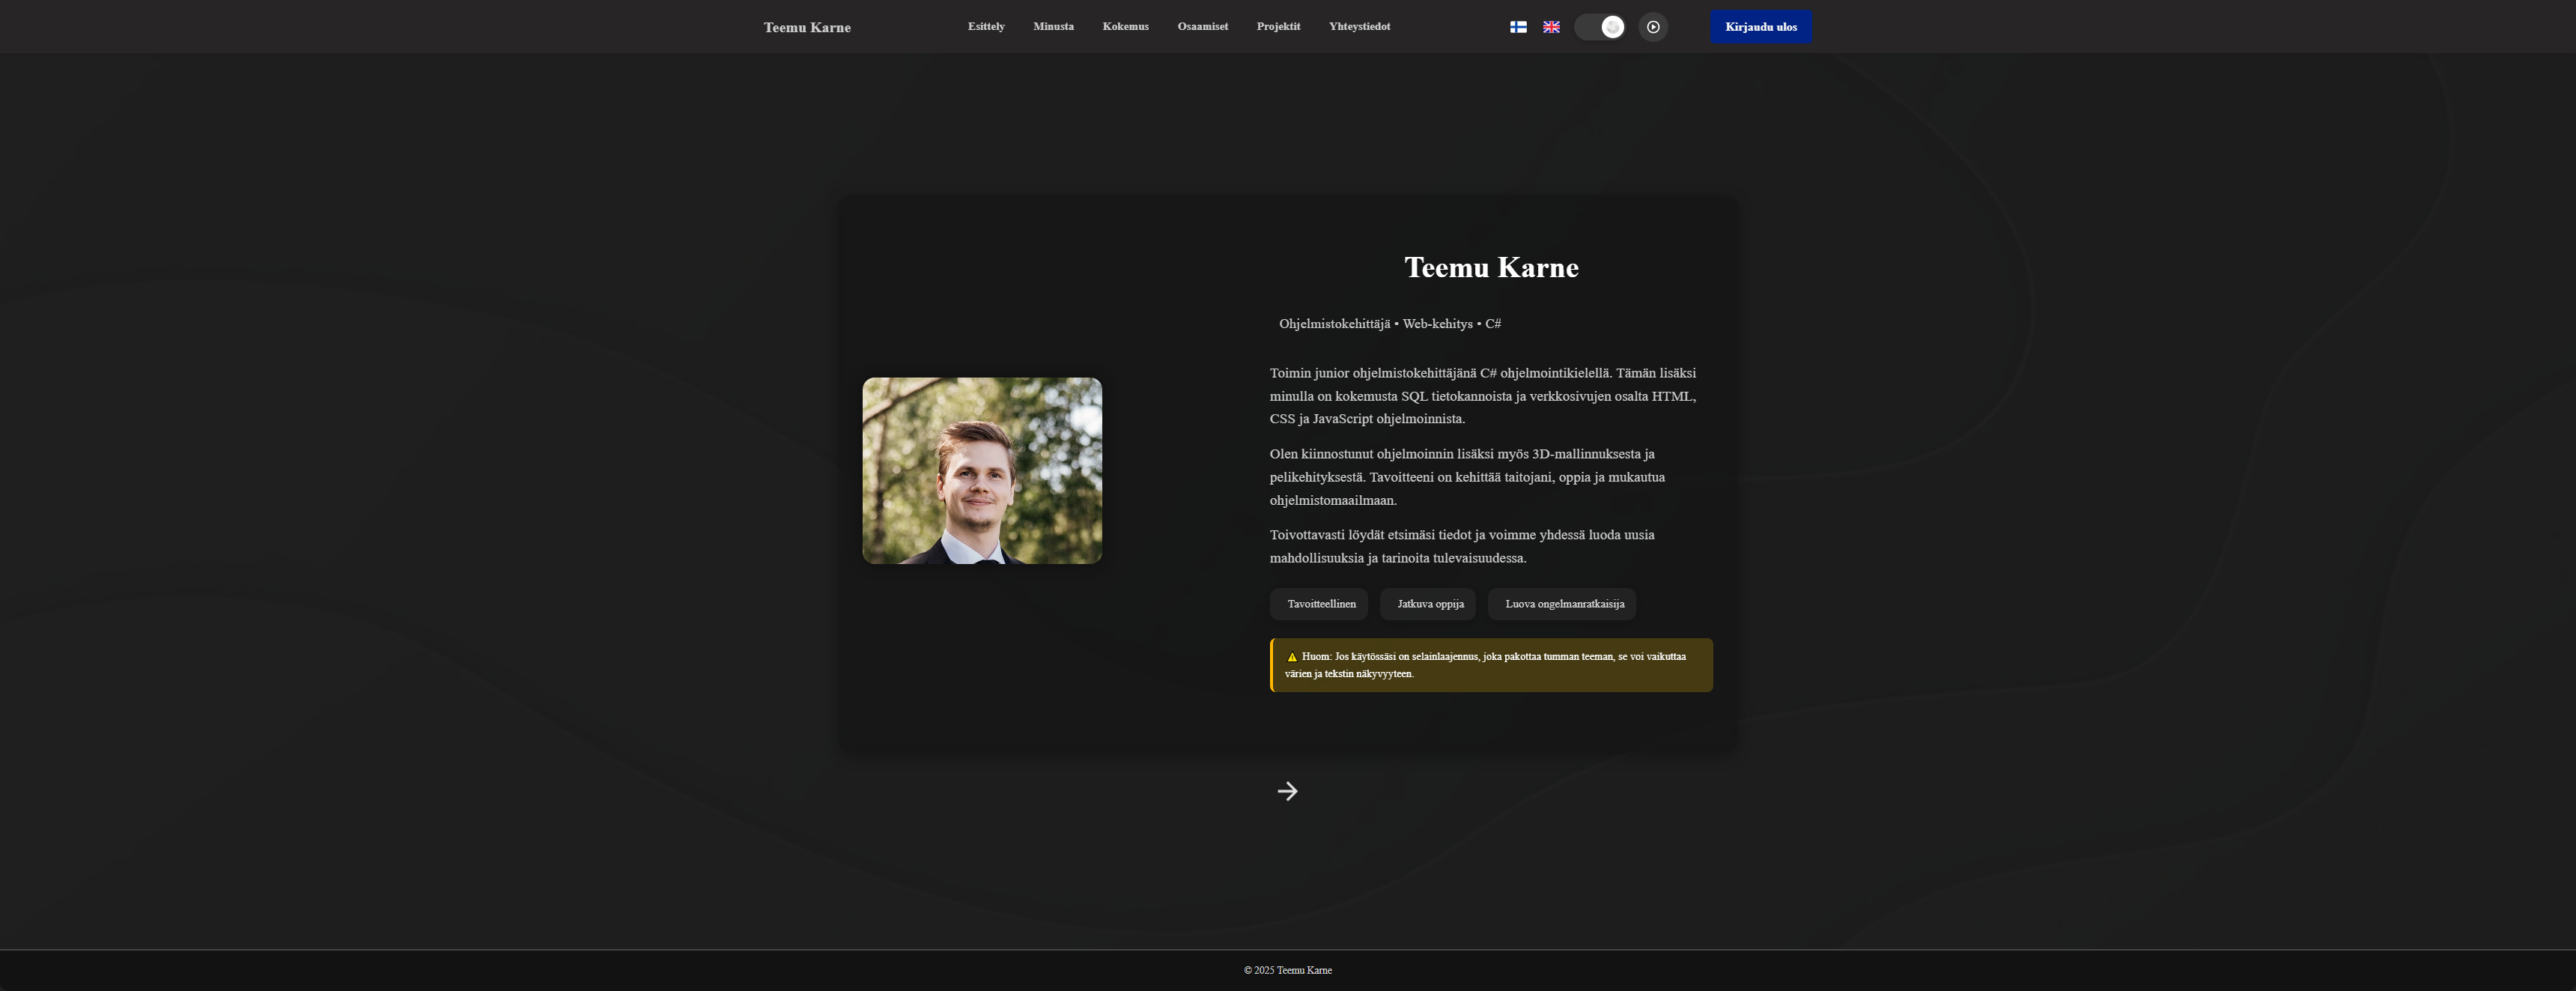 Teemu Karne
Esittely Minusta Kokemus Osaamiset Projektit Yhteystiedot
Kirjaudu ulos
Teemu Karne
Ohjelmistokehittäjä • Web-kehitys • C#
Toimin junior ohjelmistokehittäjänä C# ohjelmointikielellä. Tämän lisäksi
minulla on kokemusta SQL tietokannoista ja verkkosivujen osalta HTML,
CSS ja JavaScript ohjelmoinnista.
Olen kiinnostunut ohjelmoinnin lisäksi myös 3D-mallinnuksesta ja
pelikehityksestä. Tavoitteeni on kehittää taitojani, oppia ja mukautua
ohjelmistomaailmaan.
Toivottavasti löydät etsimäsi tiedot ja voimme yhdessä luoda uusia
mahdollisuuksia ja tarinoita tulevaisuudessa.
Tavoitteellinen Jatkuva oppija Luova ongelmanratkaisija
⚠️ Huom: Jos käytössäsi on selainlaajennus, joka pakottaa tumman teeman, se voi vaikuttaa
värien ja tekstin näkyvyyteen.
© 2025 Teemu Karne